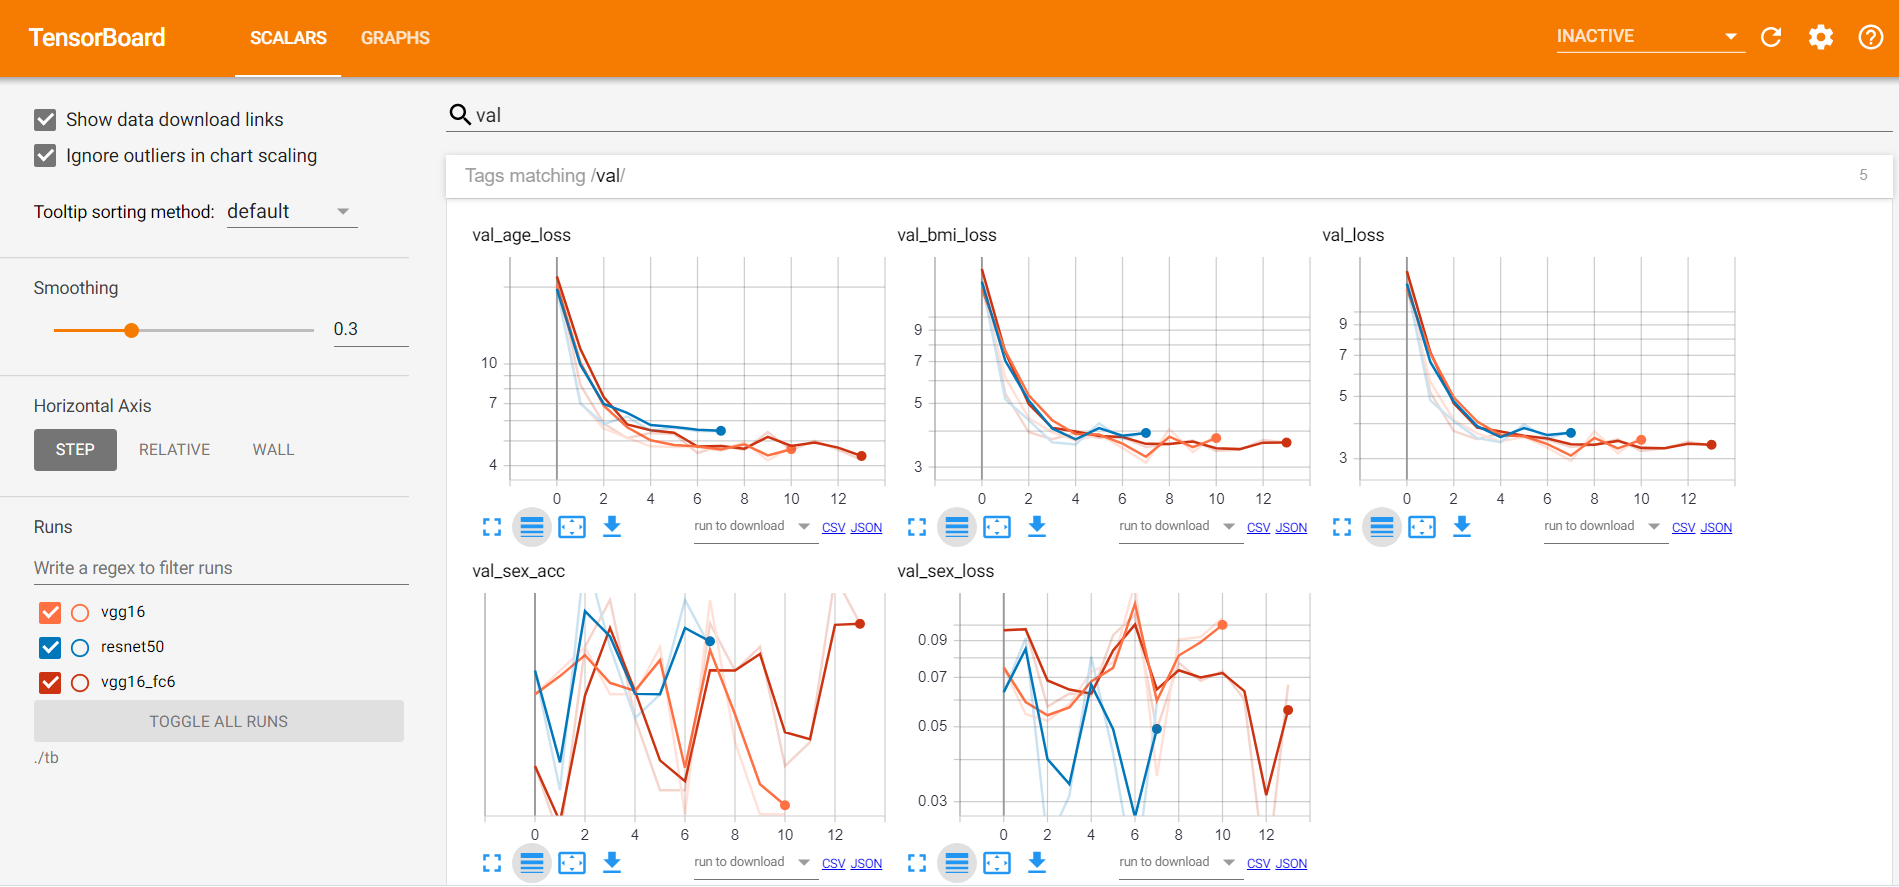 TensorBoard SCALARS GRAPHS INACTIVE
Show data download links
Ignore outliers in chart scaling
Tooltip sorting method: default
Smoothing
0.3
Horizontal Axis
STEP RELATIVE WALL
Runs
Write a regex to filter runs
vgg16
resnet50
vgg16_fc6
TOGGLE ALL RUNS
./tb
val
Tags matching /val/ 5
val_age_loss
10
7
4
0 2 4 6 8 10 12
run to download CSV JSON
val_bmi_loss
9
7
5
3
0 2 4 6 8 10 12
run to download CSV JSON
val_loss
9
7
5
3
0 2 4 6 8 10 12
run to download CSV JSON
val_sex_acc
0 2 4 6 8 10 12
run to download CSV JSON
val_sex_loss
0.09
0.07
0.05
0.03
0 2 4 6 8 10 12
run to download CSV JSON